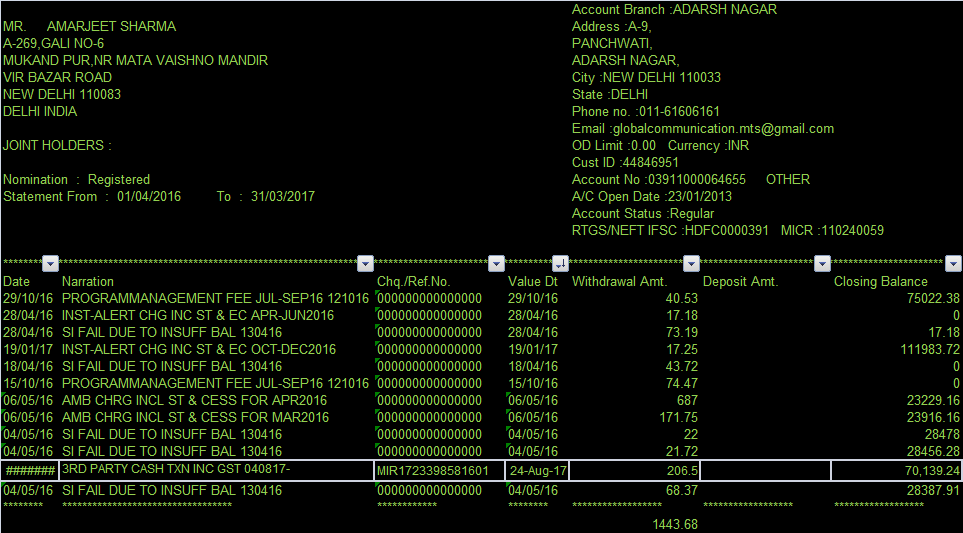 Account Branch :ADARSH NAGAR
MR. AMARJEET SHARMA Address :A-9,
A-269,GALI NO-6 PANCHWATI,
MUKAND PUR,NR MATA VAISHNO MANDIR ADARSH NAGAR,
VIR BAZAR ROAD City :NEW DELHI 110033
NEW DELHI 110083 State :DELHI
DELHI INDIA Phone no. :011-61606161
Email :globalcommunication.mts@gmail.com
JOINT HOLDERS : OD Limit :0.00 Currency :INR
Cust ID :44846951
Nomination : Registered Account No :03911000064655 OTHER
Statement From : 01/04/2016 To : 31/03/2017 A/C Open Date :23/01/2013
Account Status :Regular
RTGS/NEFT IFSC :HDFC0000391 MICR :110240059
Date Narration Chq./Ref.No. Value Dt Withdrawal Amt. Deposit Amt. Closing Balance
29/10/16 PROGRAMMANAGEMENT FEE JUL-SEP16 121016 000000000000000 29/10/16 40.53 75022.38
28/04/16 INST-ALERT CHG INC ST & EC APR-JUN2016 000000000000000 28/04/16 17.18 0
28/04/16 SI FAIL DUE TO INSUFF BAL 130416 000000000000000 28/04/16 73.19 17.18
19/01/17 INST-ALERT CHG INC ST & EC OCT-DEC2016 000000000000000 19/01/17 17.25 111983.72
18/04/16 SI FAIL DUE TO INSUFF BAL 130416 000000000000000 18/04/16 43.72 0
15/10/16 PROGRAMMANAGEMENT FEE JUL-SEP16 121016 000000000000000 15/10/16 74.47 0
06/05/16 AMB CHRG INCL ST & CESS FOR APR2016 000000000000000 06/05/16 687 23229.16
06/05/16 AMB CHRG INCL ST & CESS FOR MAR2016 000000000000000 06/05/16 171.75 23916.16
04/05/16 SI FAIL DUE TO INSUFF BAL 130416 000000000000000 04/05/16 22 28478
04/05/16 SI FAIL DUE TO INSUFF BAL 130416 000000000000000 04/05/16 21.72 28456.28
####### 3RD PARTY CASH TXN INC GST 040817- MIR1723398581601 24-Aug-17 206.5 70,139.24
04/05/16 SI FAIL DUE TO INSUFF BAL 130416 000000000000000 04/05/16 68.37 28387.91
1443.68